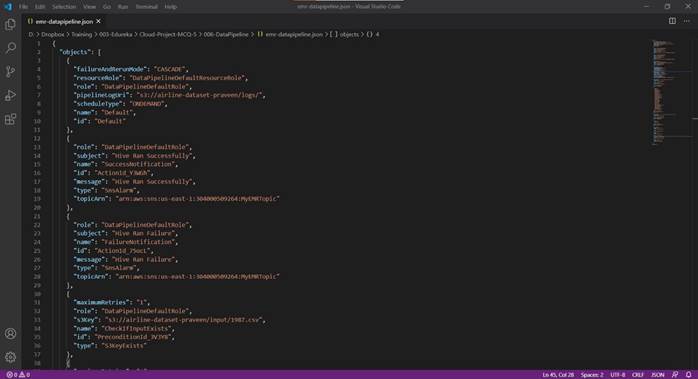 File Edit Selection View Go Run Terminal Help
emr-datapipeline.json - Visual Studio Code
{} emr-datapipeline.json ×
D: > Dropbox > Training > 003-Edureka > Cloud-Project-MCQ-5 > 006-DataPipeline > {} emr-datapipeline.json > [ ] objects > {} 4
1 {
2 "objects": [
3 {
4 "failureAndRerunMode": "CASCADE",
5 "resourceRole": "DataPipelineDefaultResourceRole",
6 "role": "DataPipelineDefaultRole",
7 "pipelineLogUri": "s3://airline-dataset-praveen/logs/",
8 "scheduleType": "ONDEMAND",
9 "name": "Default",
10 "id": "Default"
11 },
12 {
13 "role": "DataPipelineDefaultRole",
14 "subject": "Hive Ran Successfully",
15 "name": "SuccessNotification",
16 "id": "ActionId_Y3WGh",
17 "message": "Hive Ran Successfully",
18 "type": "SnsAlarm",
19 "topicArn": "arn:aws:sns:us-east-1:304000509264:MyEMRTopic"
20 },
21 {
22 "role": "DataPipelineDefaultRole",
23 "subject": "Hive Ran Failure",
24 "name": "FailureNotification",
25 "id": "ActionId_J5ocL",
26 "message": "Hive Ran Failure",
27 "type": "SnsAlarm",
28 "topicArn": "arn:aws:sns:us-east-1:304000509264:MyEMRTopic"
29 },
30 {
31 "maximumRetries": "1",
32 "role": "DataPipelineDefaultRole",
33 "s3Key": "s3://airline-dataset-praveen/input/1987.csv",
34 "name": "CheckIfInputExists",
35 "id": "PreconditionId_3V3Y8",
36 "type": "S3KeyExists"
37 },
38 {
0 0 Ln 45, Col 28 Spaces: 2 UTF-8 CRLF JSON